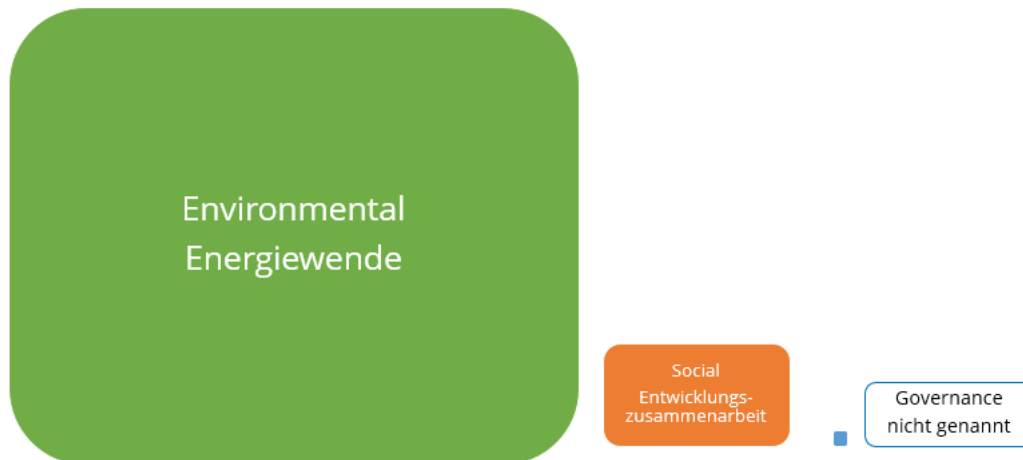 Environmental
Energiewende
Social
Entwicklungs-
zusammenarbeit
Governance
nicht genannt